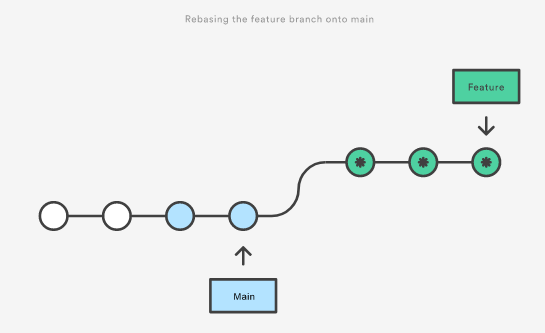 Rebasing the feature branch onto main
Feature
Main